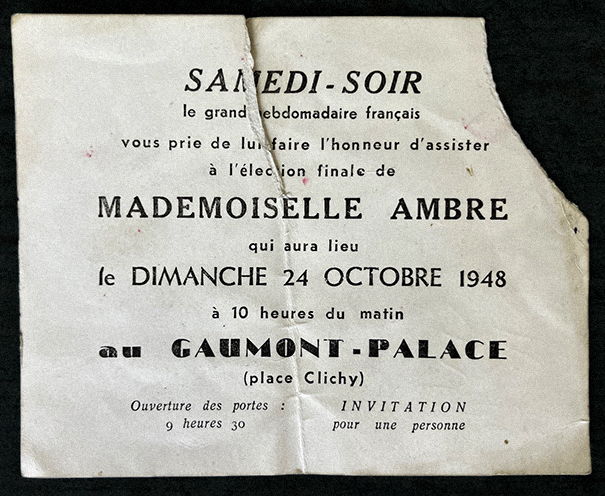 SAMEDI-SOIR
le grand hebdomadaire français
vous prie de lui faire l'honneur d'assister
à l'élection finale de
MADEMOISELLE AMBRE
qui aura lieu
le DIMANCHE 24 OCTOBRE 1948
à 10 heures du matin
au GAUMONT-PALACE
(place Clichy)
Ouverture des portes :
9 heures 30
INVITATION
pour une personne